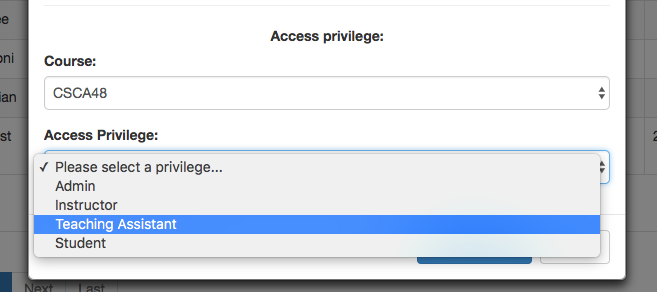 Access privilege:
Course:
CSCA48
Access Privilege:
✓ Please select a privilege...
Admin
Instructor
Teaching Assistant
Student
Next Last